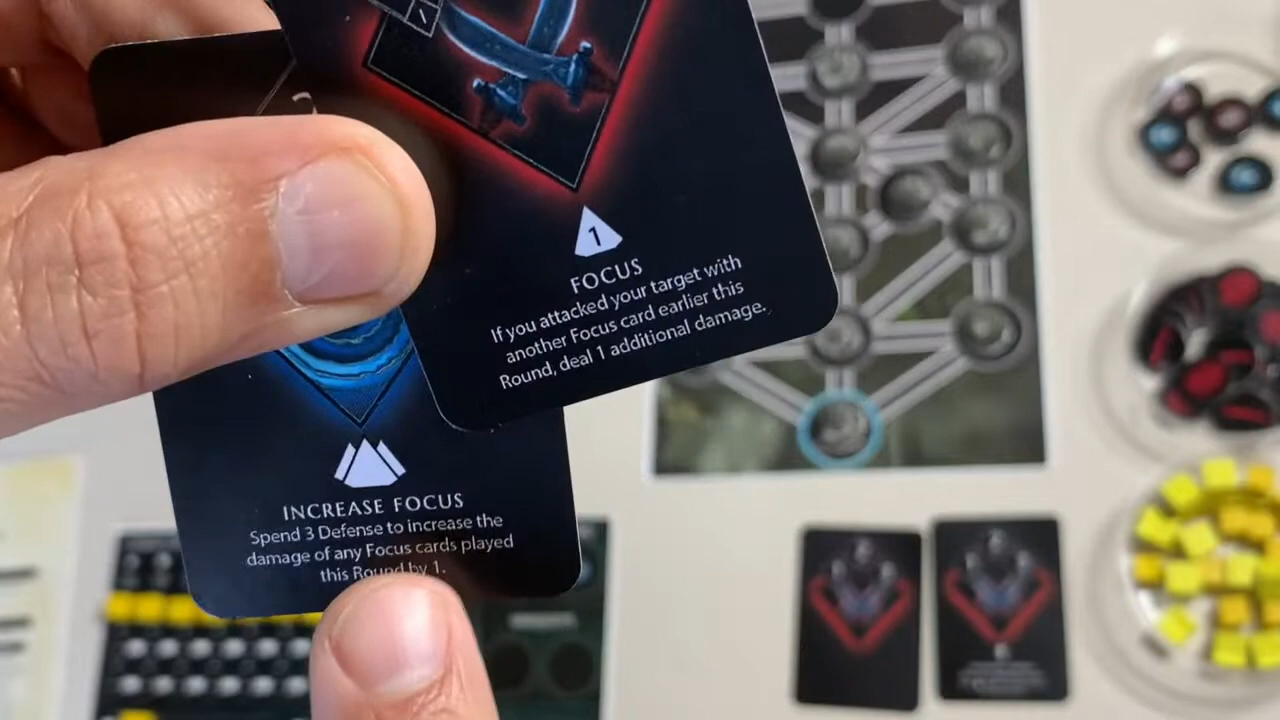 1
FOCUS
If you attacked your target with
another Focus card earlier this
Round, deal 1 additional damage.
INCREASE FOCUS
Spend 3 Defense to increase the
damage of any Focus cards played
this Round by 1.